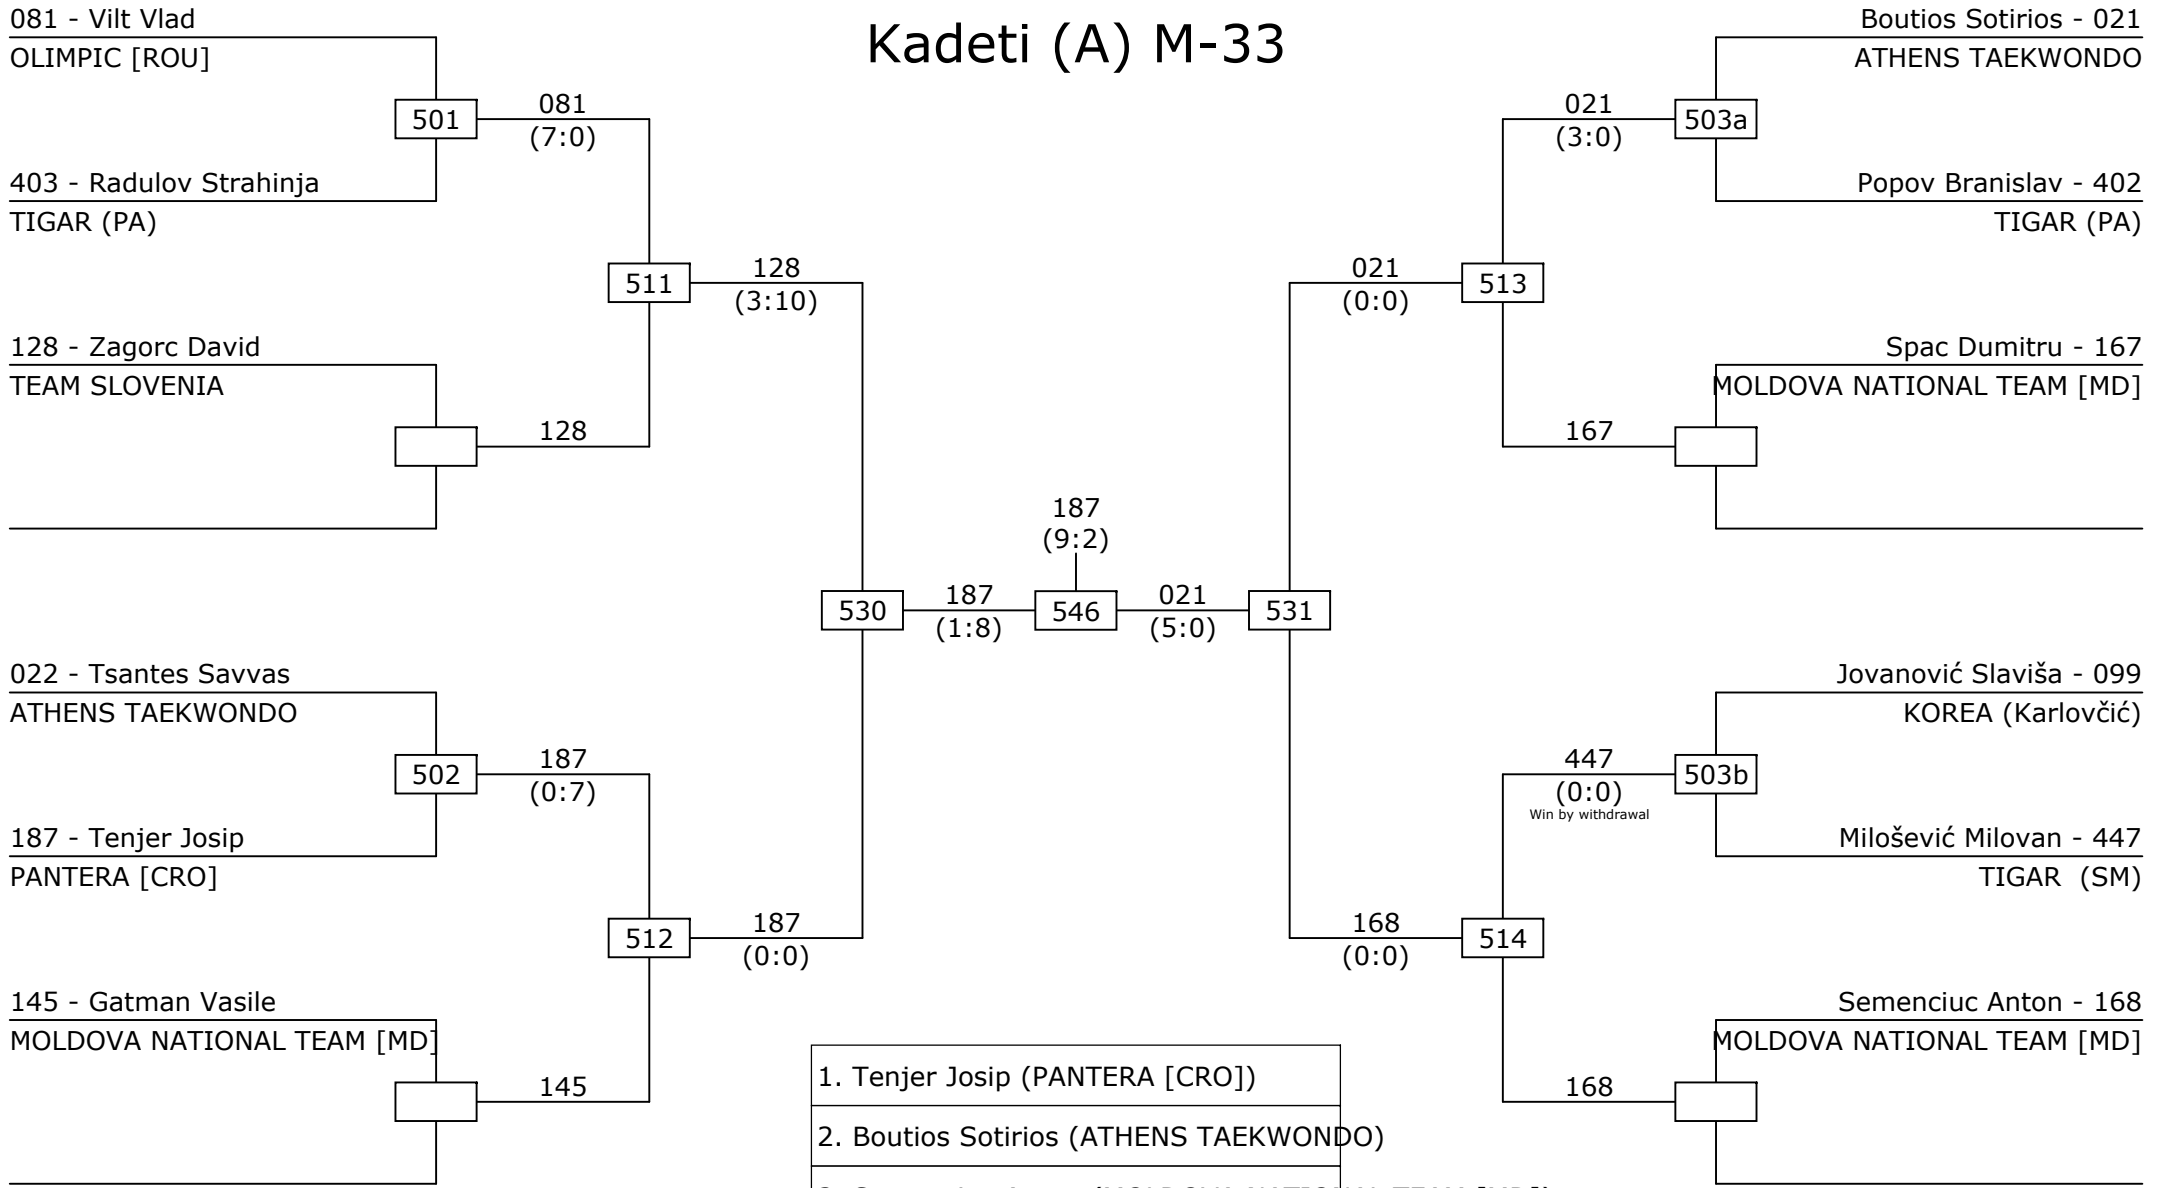 Kadeti (A) M-33
081 - Vilt Vlad
OLIMPIC [ROU]
501
081
(7:0)
403 - Radulov Strahinja
TIGAR (PA)
511
128
(3:10)
128 - Zagorc David
TEAM SLOVENIA
128
022 - Tsantes Savvas
ATHENS TAEKWONDO
502
187
(0:7)
187 - Tenjer Josip
PANTERA [CRO]
512
187
(0:0)
145 - Gatman Vasile
MOLDOVA NATIONAL TEAM [MD]
145
530
187
(1:8)
187
(9:2)
546
021
(5:0)
531
Boutios Sotirios - 021
ATHENS TAEKWONDO
021
(3:0)
503a
Popov Branislav - 402
TIGAR (PA)
021
(0:0)
513
Spac Dumitru - 167
MOLDOVA NATIONAL TEAM [MD]
167
Jovanović Slaviša - 099
KOREA (Karlovčić)
447
(0:0)
Win by withdrawal
503b
Milošević Milovan - 447
TIGAR (SM)
168
(0:0)
514
Semenciuc Anton - 168
MOLDOVA NATIONAL TEAM [MD]
168
1. Tenjer Josip (PANTERA [CRO])
2. Boutios Sotirios (ATHENS TAEKWONDO)